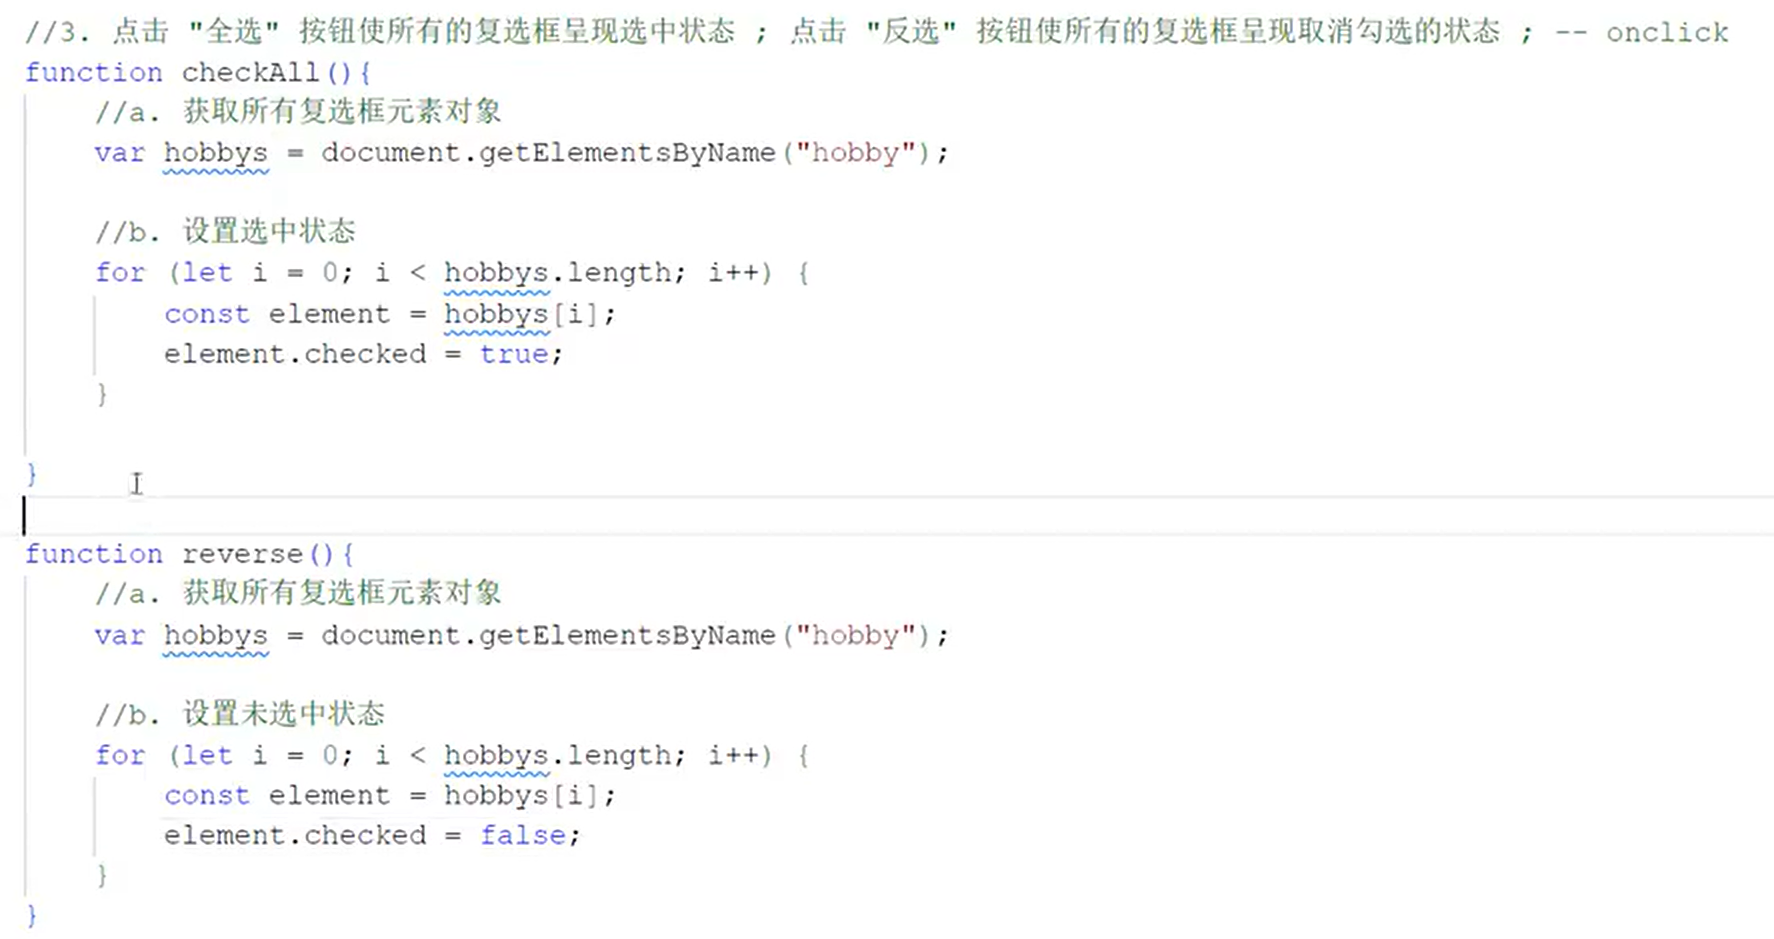 //3. 点击 "全选" 按钮使所有的复选框呈现选中状态 ; 点击 "反选" 按钮使所有的复选框呈现取消勾选的状态 ; -- onclick
function checkAll(){
    //a. 获取所有复选框元素对象
    var hobbys = document.getElementsByName("hobby");
    //b. 设置选中状态
    for (let i = 0; i < hobbys.length; i++) {
        const element = hobbys[i];
        element.checked = true;
    }
}
function reverse(){
    //a. 获取所有复选框元素对象
    var hobbys = document.getElementsByName("hobby");
    //b. 设置未选中状态
    for (let i = 0; i < hobbys.length; i++) {
        const element = hobbys[i];
        element.checked = false;
    }
}